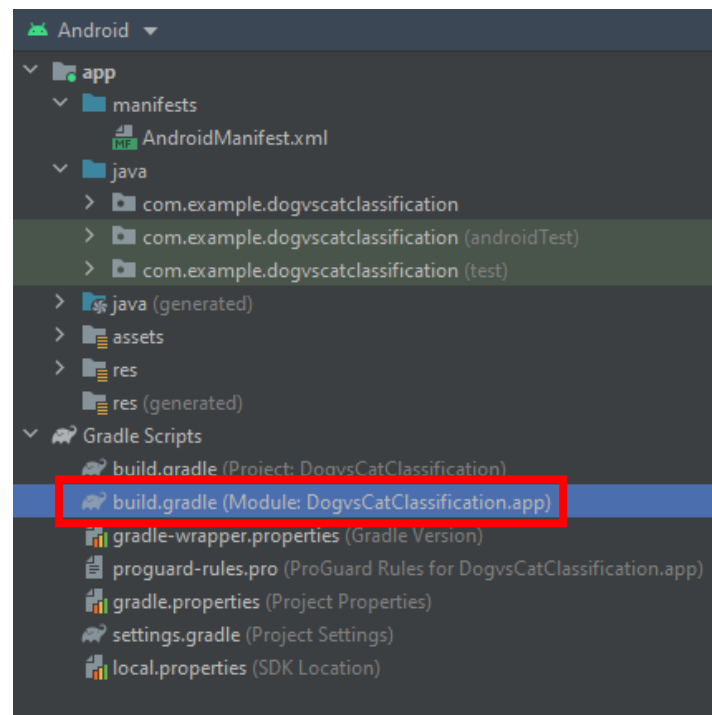 Android
app
manifests
MF AndroidManifest.xml
java
com.example.dogvscatclassification
com.example.dogvscatclassification (androidTest)
com.example.dogvscatclassification (test)
java (generated)
assets
res
res (generated)
Gradle Scripts
build.gradle (Project: DogvsCatClassification)
build.gradle (Module: DogvsCatClassification.app)
gradle-wrapper.properties (Gradle Version)
proguard-rules.pro (ProGuard Rules for DogvsCatClassification.app)
gradle.properties (Project Properties)
settings.gradle (Project Settings)
local.properties (SDK Location)